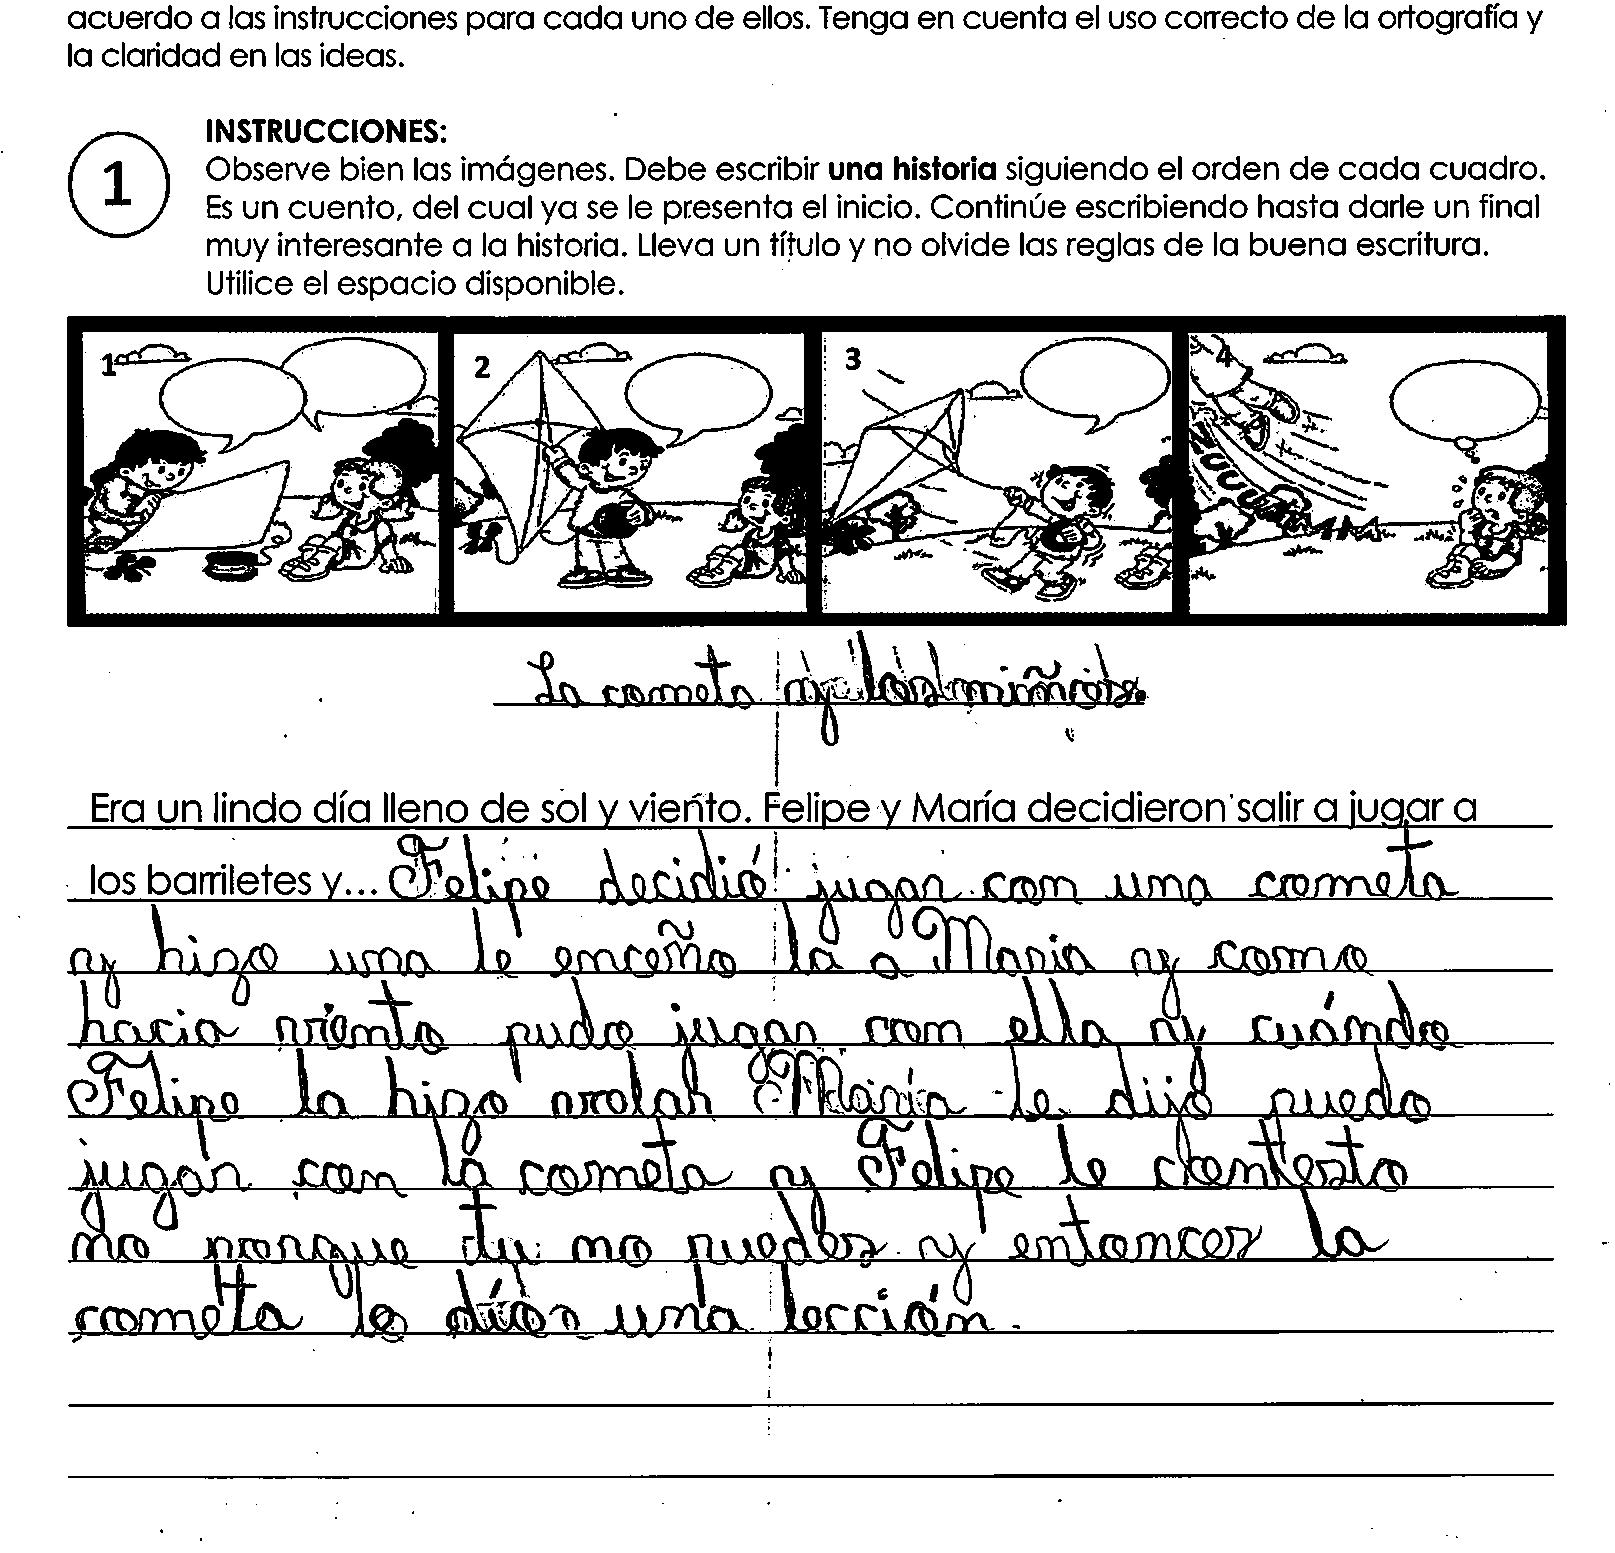 acuerdo a las instrucciones para cada uno de ellos. Tenga en cuenta el uso correcto de la ortografía y
la claridad en las ideas.
INSTRUCCIONES:
1
Observe bien las imágenes. Debe escribir una historia siguiendo el orden de cada cuadro.
Es un cuento, del cual ya se le presenta el inicio. Continúe escribiendo hasta darle un final
muy interesante a la historia. Lleva un título y no olvide las reglas de la buena escritura.
Utilice el espacio disponible.
1 2 3 4
La cometa y los niños.
Era un lindo día lleno de sol y viento. Felipe y María decidieron salir a jugar a
los barriletes y... Felipe decidió jugar con una cometa
y hizo una le enceño la a Maria y como
hacia viento pudo jugar con ella y cuándo
Felipe la hizo volar María le dijo puedo
jugar con la cometa y Felipe le contesto
no porque tu no puedes y entonces la
cometa le dio una lección.